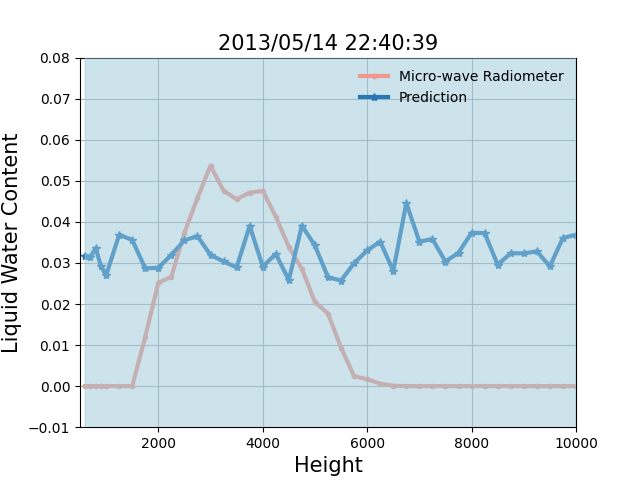 2013/05/14 22:40:39
Micro-wave Radiometer
Prediction
Liquid Water Content
0.08
0.07
0.06
0.05
0.04
0.03
0.02
0.01
0.00
−0.01
2000 4000 6000 8000 10000
Height